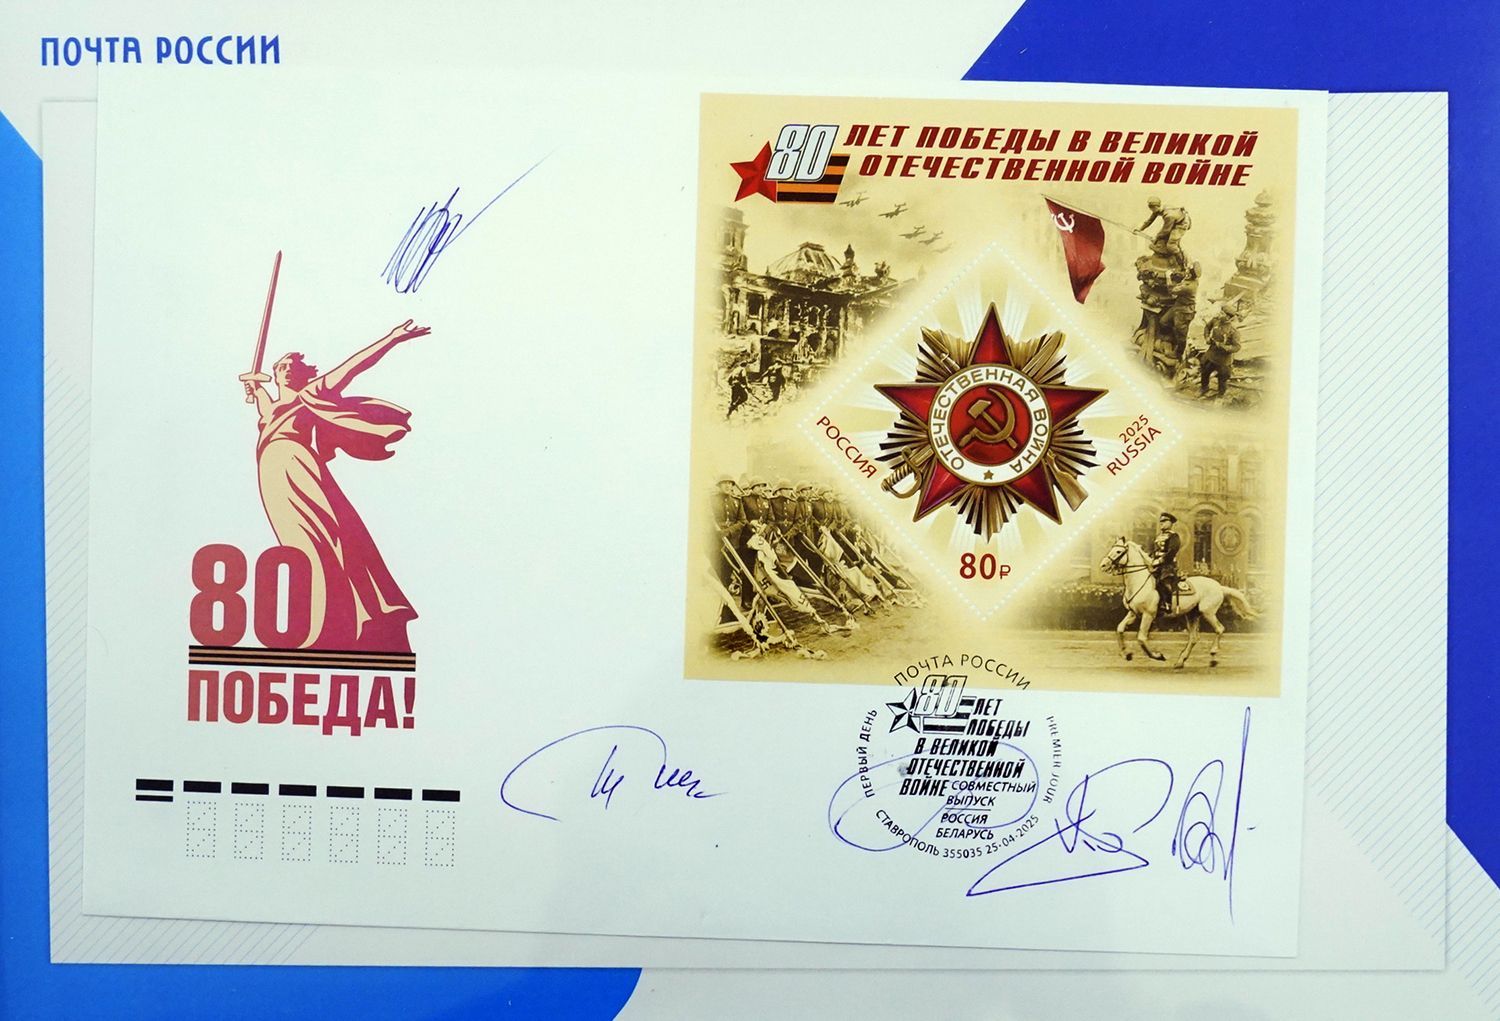 ПОЧТА РОССИИ
80 ЛЕТ ПОБЕДЫ В ВЕЛИКОЙ
ОТЕЧЕСТВЕННОЙ ВОЙНЕ
ОТЕЧЕСТВЕННАЯ ВОЙНА
РОССИЯ
2025
RUSSIA
80₽
80
ПОБЕДА!
ПОЧТА РОССИИ
ПЕРВЫЙ ДЕНЬ
PREMIER JOUR
80 ЛЕТ
ПОБЕДЫ
В ВЕЛИКОЙ
ОТЕЧЕСТВЕННОЙ
ВОЙНЕ СОВМЕСТНЫЙ
ВЫПУСК
РОССИЯ
БЕЛАРУСЬ
СТАВРОПОЛЬ 355035 25-04-2025